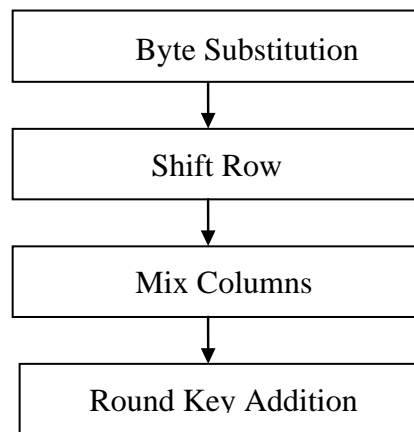 Byte Substitution
Shift Row
Mix Columns
Round Key Addition